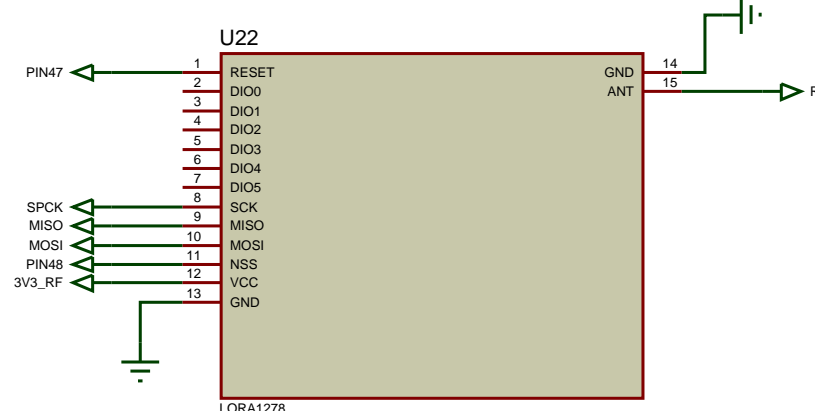 U22
PIN47 1 RESET GND 14
2 DIO0 ANT 15
3 DIO1
4 DIO2
5 DIO3
6 DIO4
7 DIO5
SPCK 8 SCK
MISO 9 MISO
MOSI 10 MOSI
PIN48 11 NSS
3V3_RF 12 VCC
13 GND
LORA1278